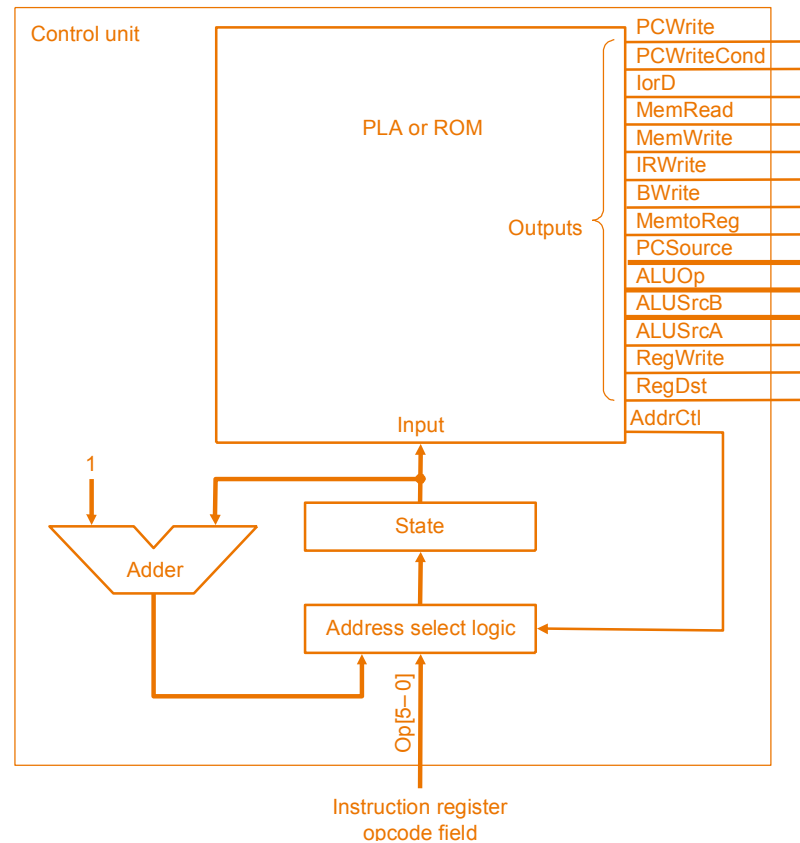 Control unit
PLA or ROM
Outputs
PCWrite
PCWriteCond
IorD
MemRead
MemWrite
IRWrite
BWrite
MemtoReg
PCSource
ALUOp
ALUSrcB
ALUSrcA
RegWrite
RegDst
AddrCtl
Input
1
State
Adder
Address select logic
Op[5– 0]
Instruction register
opcode field